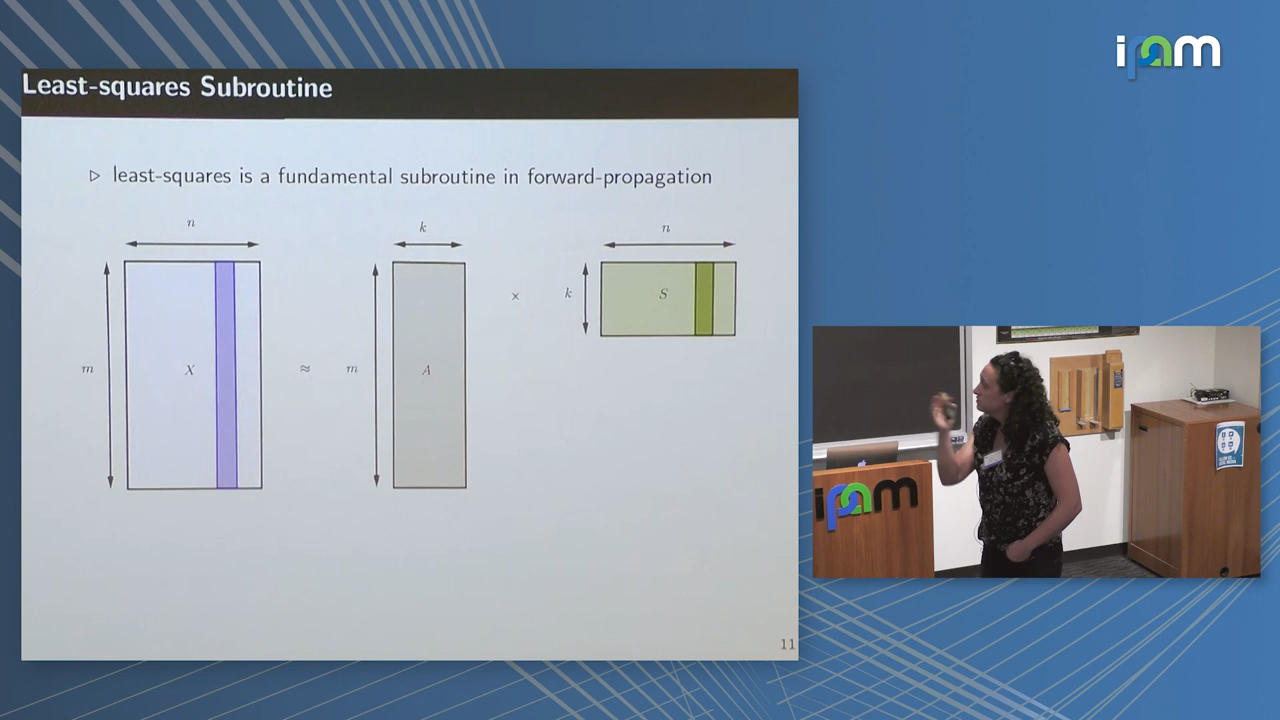 ipam
Least-squares Subroutine
▷ least-squares is a fundamental subroutine in forward-propagation
n
k
n
m
X
≈
m
A
×
k
S
11
ipam